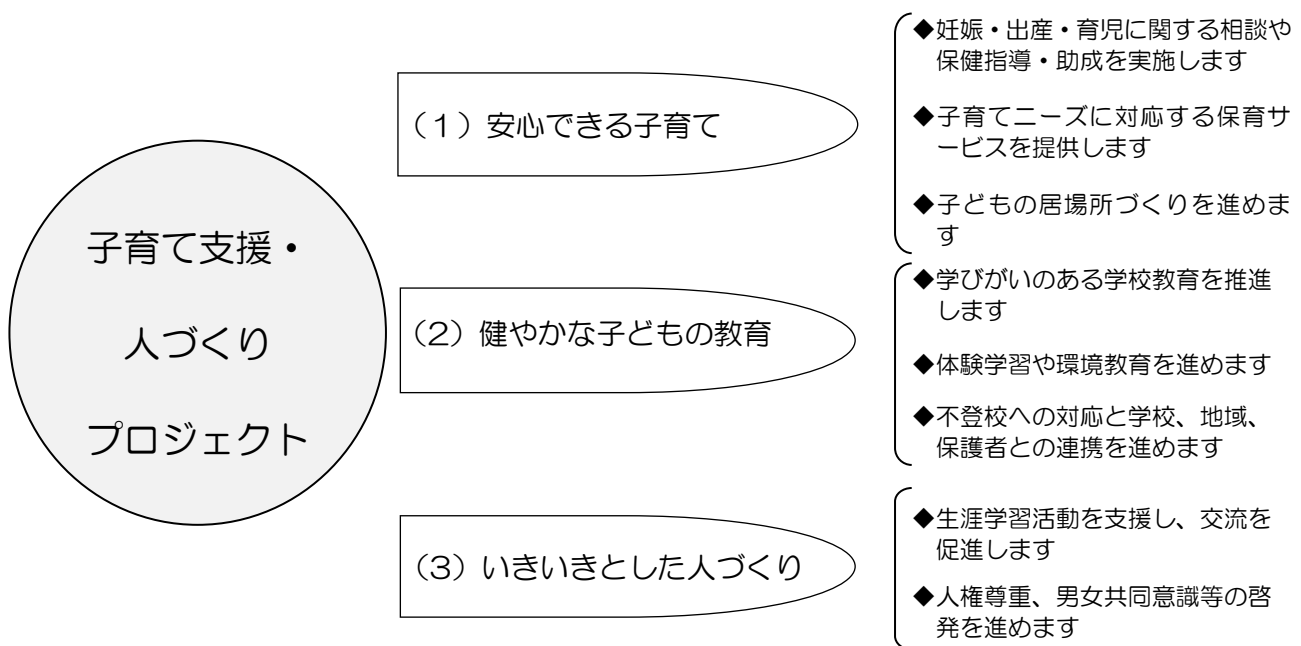 子育て支援・
人づくり
プロジェクト
（1）安心できる子育て
◆妊娠・出産・育児に関する相談や
保健指導・助成を実施します
◆子育てニーズに対応する保育サ
ービスを提供します
◆子どもの居場所づくりを進めま
す
（2）健やかな子どもの教育
◆学びがいのある学校教育を推進
します
◆体験学習や環境教育を進めます
◆不登校への対応と学校、地域、
保護者との連携を進めます
（3）いきいきとした人づくり
◆生涯学習活動を支援し、交流を
促進します
◆人権尊重、男女共同意識等の啓
発を進めます